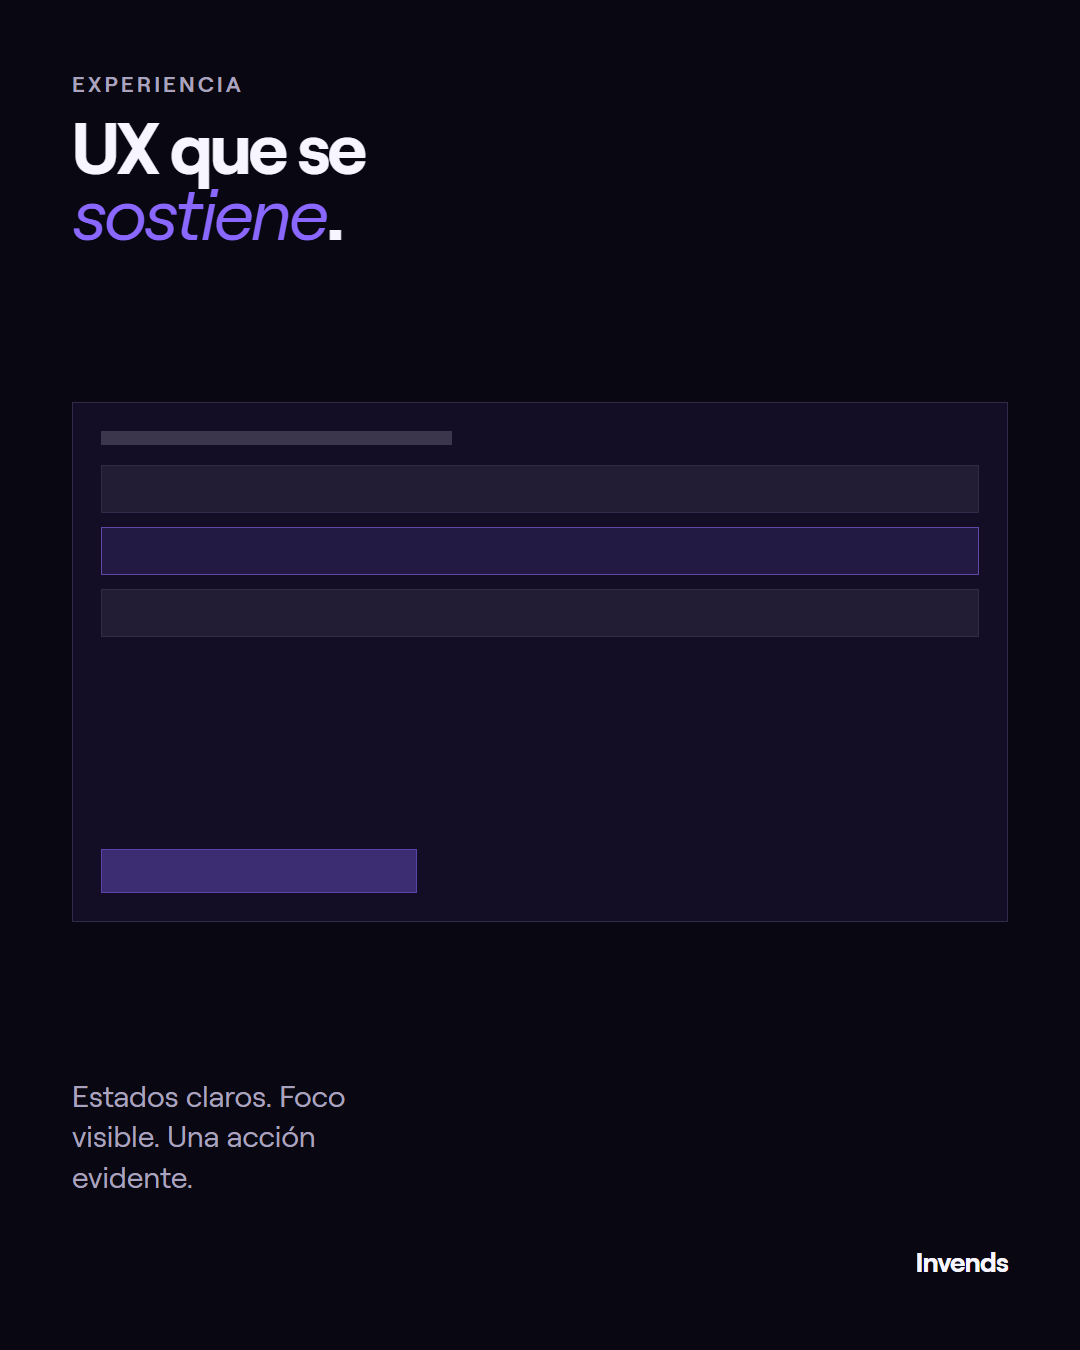 EXPERIENCIA
UX que se
sostiene.
Estados claros. Foco
visible. Una acción
evidente.
Invends